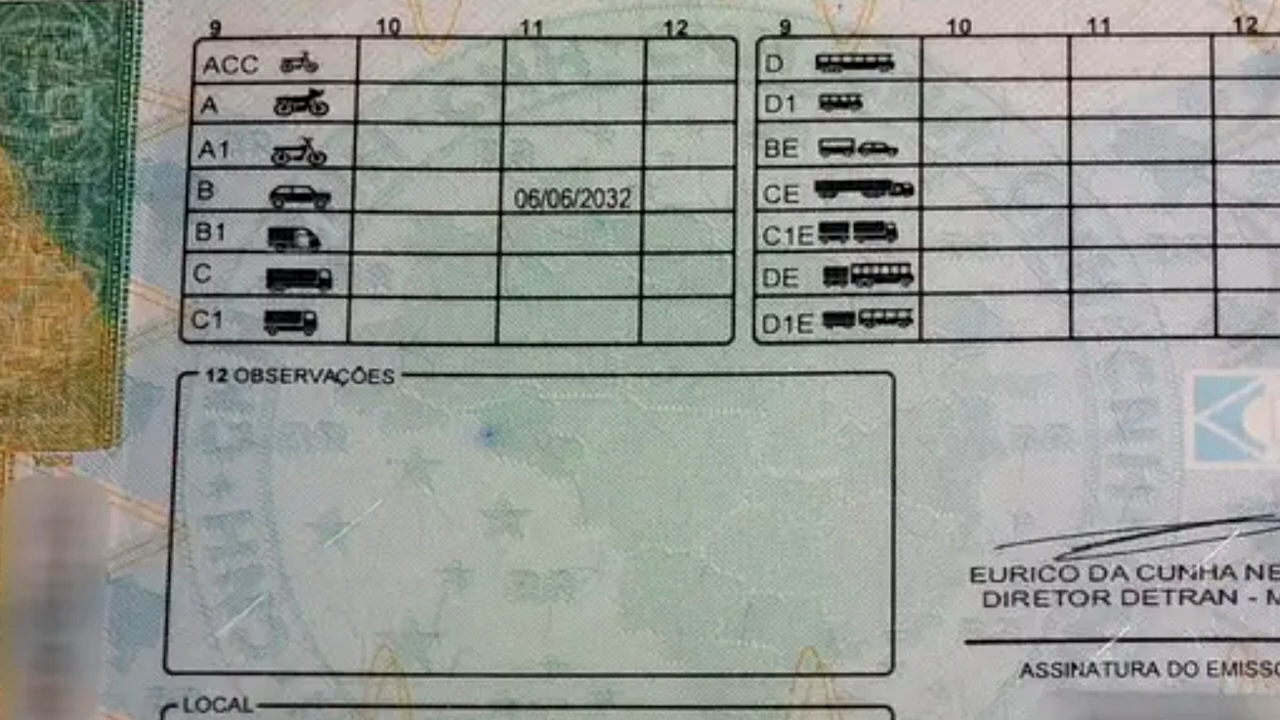 9 10 11 12
ACC
A
A1
B 06/06/2032
B1
C
C1
9 10 11 12
D
D1
BE
CE
C1E
DE
D1E
12 OBSERVAÇÕES
EURICO DA CUNHA NE
DIRETOR DETRAN - M
ASSINATURA DO EMISSO
LOCAL